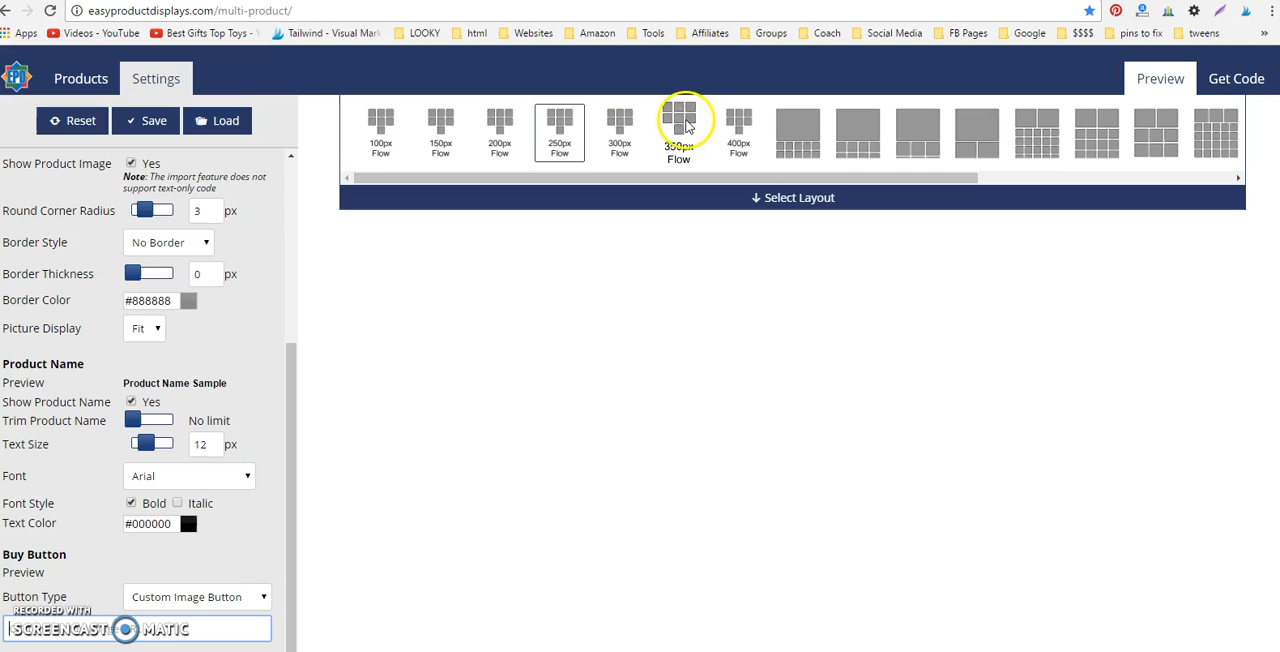 easyproductdisplays.com/multi-product/
Apps Videos - YouTube Best Gifts Top Toys - Tailwind - Visual Mark LOOKY html Websites Amazon Tools Affiliates Groups Coach Social Media FB Pages Google $$$$ pins to fix tweens »
EPD Products Settings Preview Get Code
Reset Save Load
100px Flow
150px Flow
200px Flow
250px Flow
300px Flow
350px Flow
400px Flow
Select Layout
Show Product Image Yes
Note: The import feature does not
support text-only code
Round Corner Radius 3 px
Border Style No Border
Border Thickness 0 px
Border Color #888888
Picture Display Fit
Product Name
Preview Product Name Sample
Show Product Name Yes
Trim Product Name No limit
Text Size 12 px
Font Arial
Font Style Bold Italic
Text Color #000000
Buy Button
Preview
Button Type Custom Image Button
RECORDED WITH
SCREENCAST MATIC